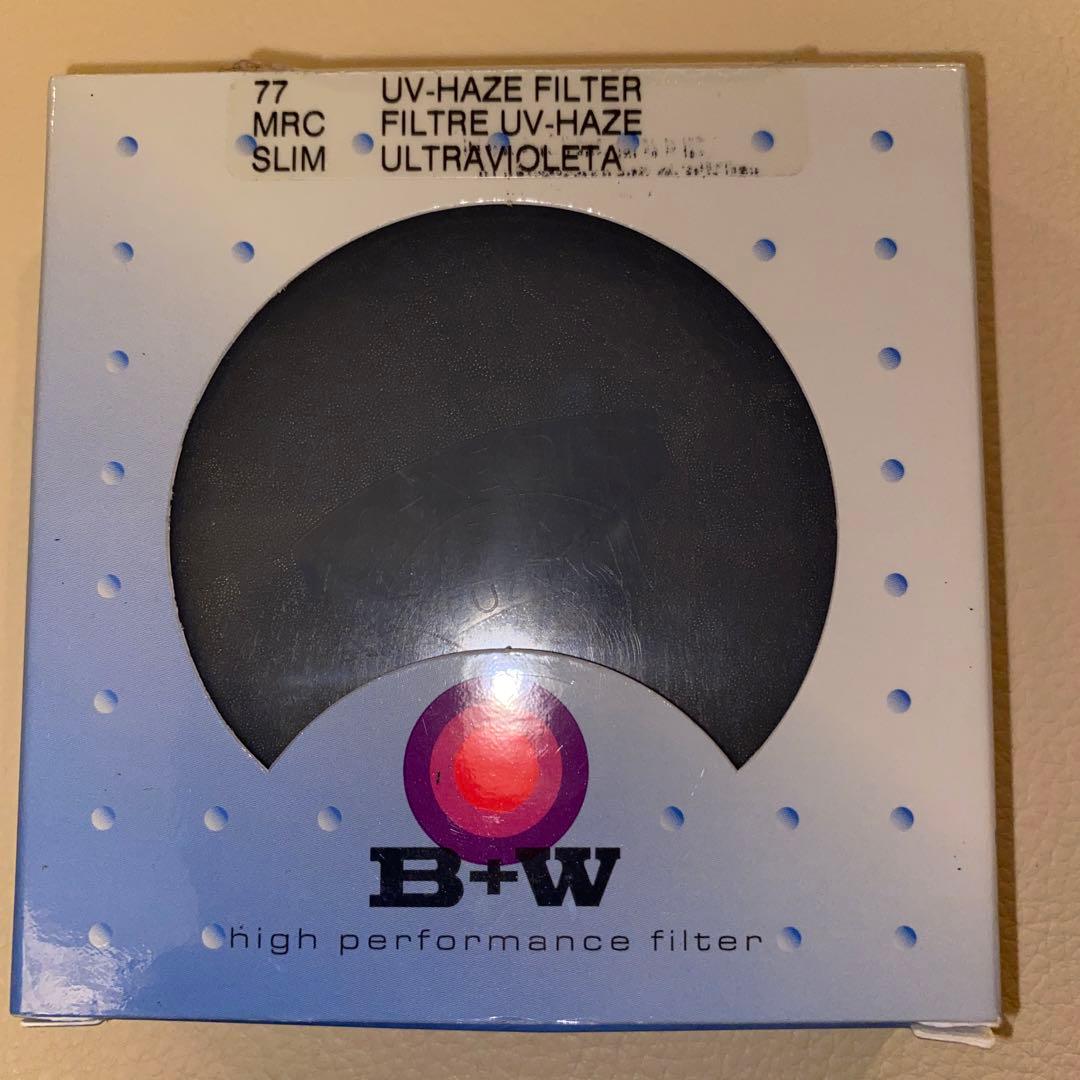 77 UV-HAZE FILTER
MRC FILTRE UV-HAZE
SLIM ULTRAVIOLETA
B+W
high performance filter